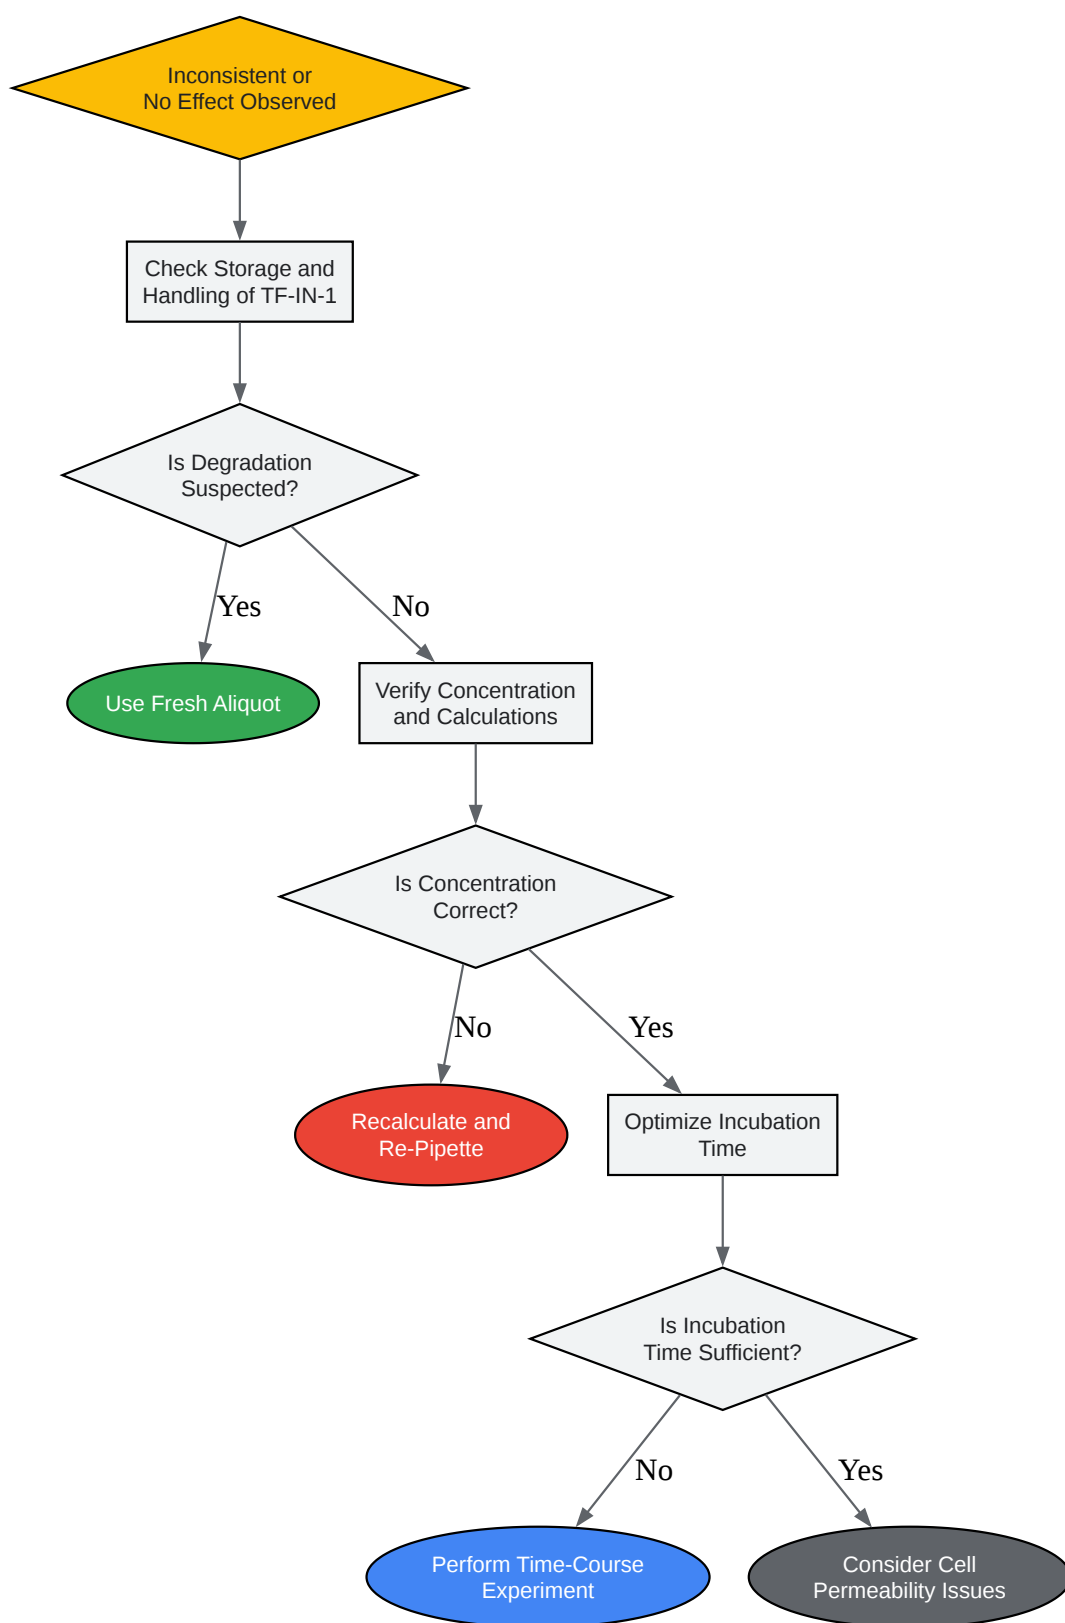 Inconsistent or
No Effect Observed
Check Storage and
Handling of TF-IN-1
Is Degradation
Suspected?
Yes
No
Use Fresh Aliquot
Verify Concentration
and Calculations
Is Concentration
Correct?
No
Yes
Recalculate and
Re-Pipette
Optimize Incubation
Time
Is Incubation
Time Sufficient?
No
Yes
Perform Time-Course
Experiment
Consider Cell
Permeability Issues